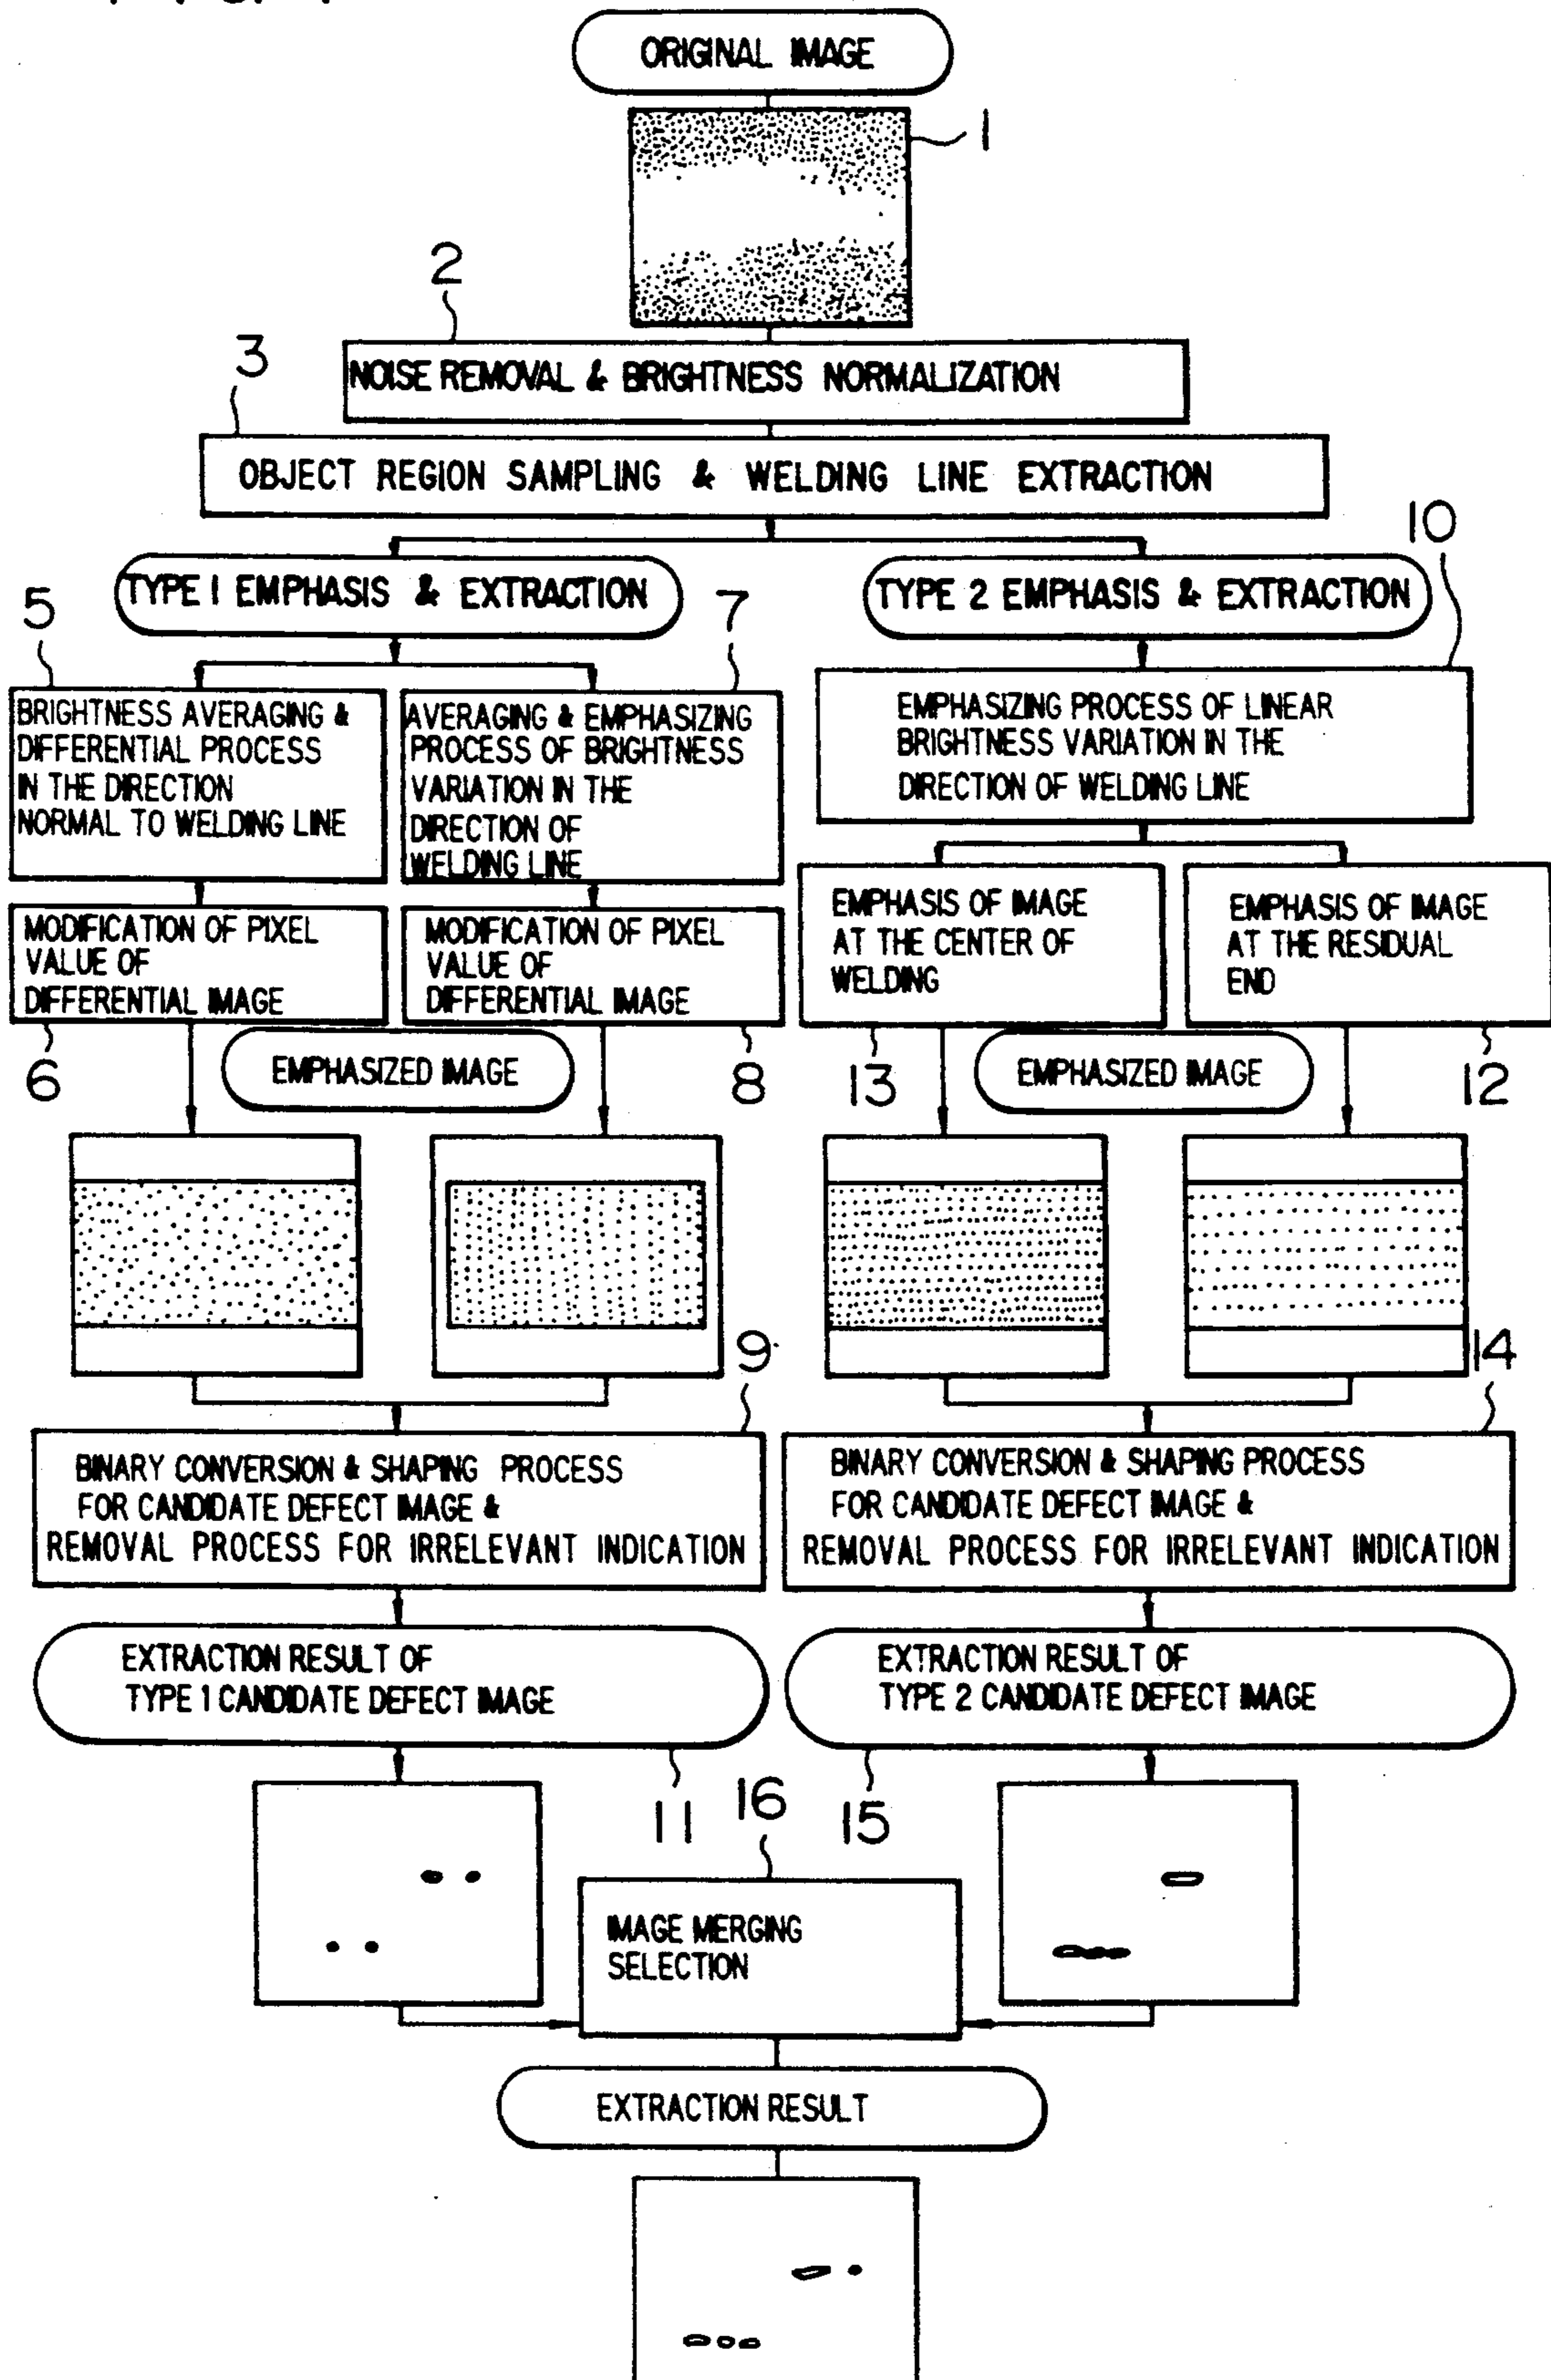 ORIGINAL IMAGE
1
2
NOISE REMOVAL & BRIGHTNESS NORMALIZATION
3
OBJECT REGION SAMPLING & WELDING LINE EXTRACTION
10
TYPE 1 EMPHASIS & EXTRACTION
TYPE 2 EMPHASIS & EXTRACTION
5
BRIGHTNESS AVERAGING &
DIFFERENTIAL PROCESS
IN THE DIRECTION
NORMAL TO WELDING LINE
7
AVERAGING & EMPHASIZING
PROCESS OF BRIGHTNESS
VARIATION IN THE
DIRECTION OF
WELDING LINE
EMPHASIZING PROCESS OF LINEAR
BRIGHTNESS VARIATION IN THE
DIRECTION OF WELDING LINE
MODIFICATION OF PIXEL
VALUE OF
DIFFERENTIAL IMAGE
MODIFICATION OF PIXEL
VALUE OF
DIFFERENTIAL IMAGE
EMPHASIS OF IMAGE
AT THE CENTER OF
WELDING
EMPHASIS OF IMAGE
AT THE RESIDUAL
END
6
EMPHASIZED IMAGE
8
13
EMPHASIZED IMAGE
12
9
14
BINARY CONVERSION & SHAPING PROCESS
FOR CANDIDATE DEFECT IMAGE &
REMOVAL PROCESS FOR IRRELEVANT INDICATION
BINARY CONVERSION & SHAPING PROCESS
FOR CANDIDATE DEFECT IMAGE &
REMOVAL PROCESS FOR IRRELEVANT INDICATION
EXTRACTION RESULT OF
TYPE 1 CANDIDATE DEFECT IMAGE
EXTRACTION RESULT OF
TYPE 2 CANDIDATE DEFECT IMAGE
11
16
15
IMAGE MERGING
SELECTION
EXTRACTION RESULT